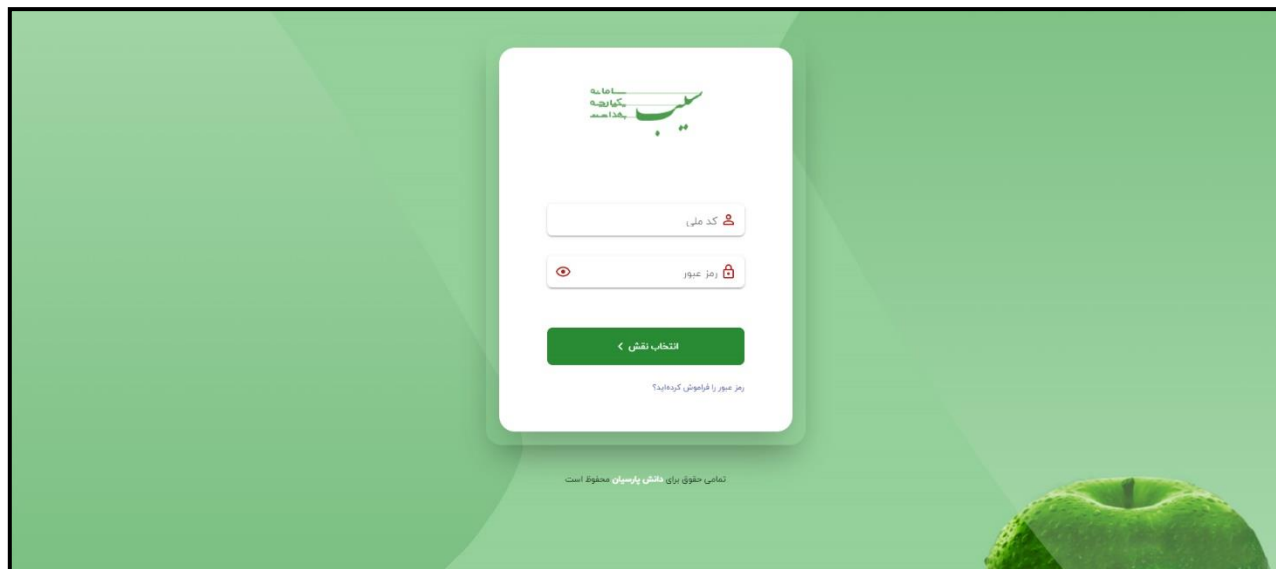 سامانه
یکپارچه
بهداشت
سیب
کد ملی
رمز عبور
انتخاب نقش
رمز عبور را فراموش کرده‌اید؟
تمامی حقوق برای دانش پارسیان محفوظ است